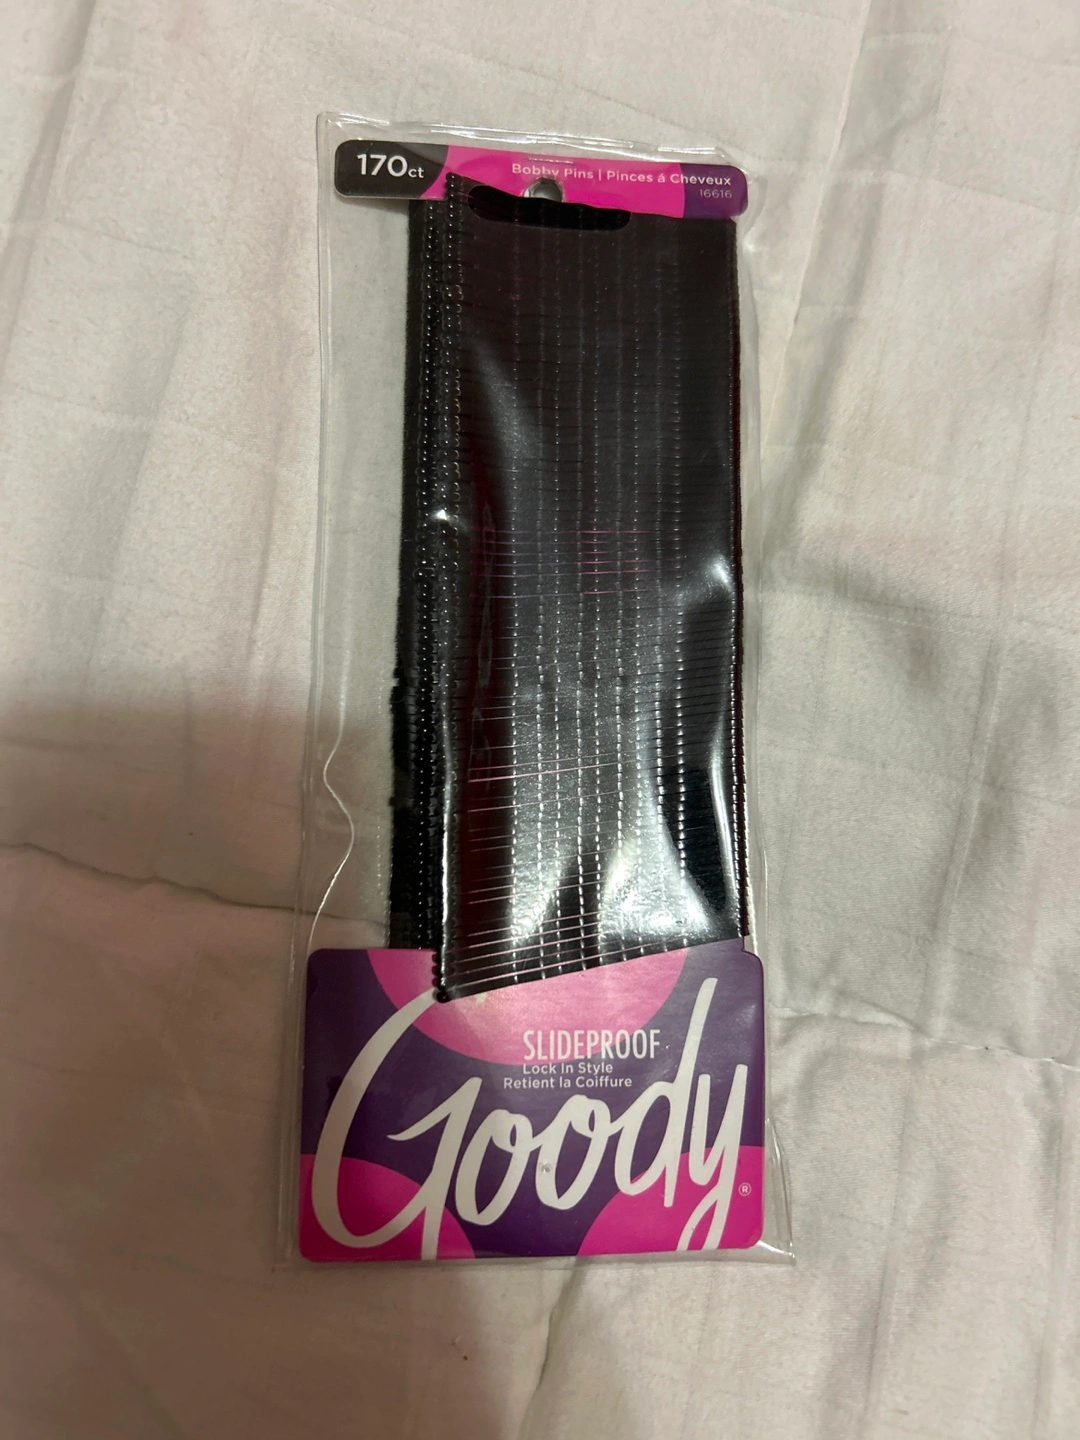 170ct
Bobby Pins | Pinces á Cheveux
16616
SLIDEPROOF
Lock In Style
Retient la Coiffure
Goody®